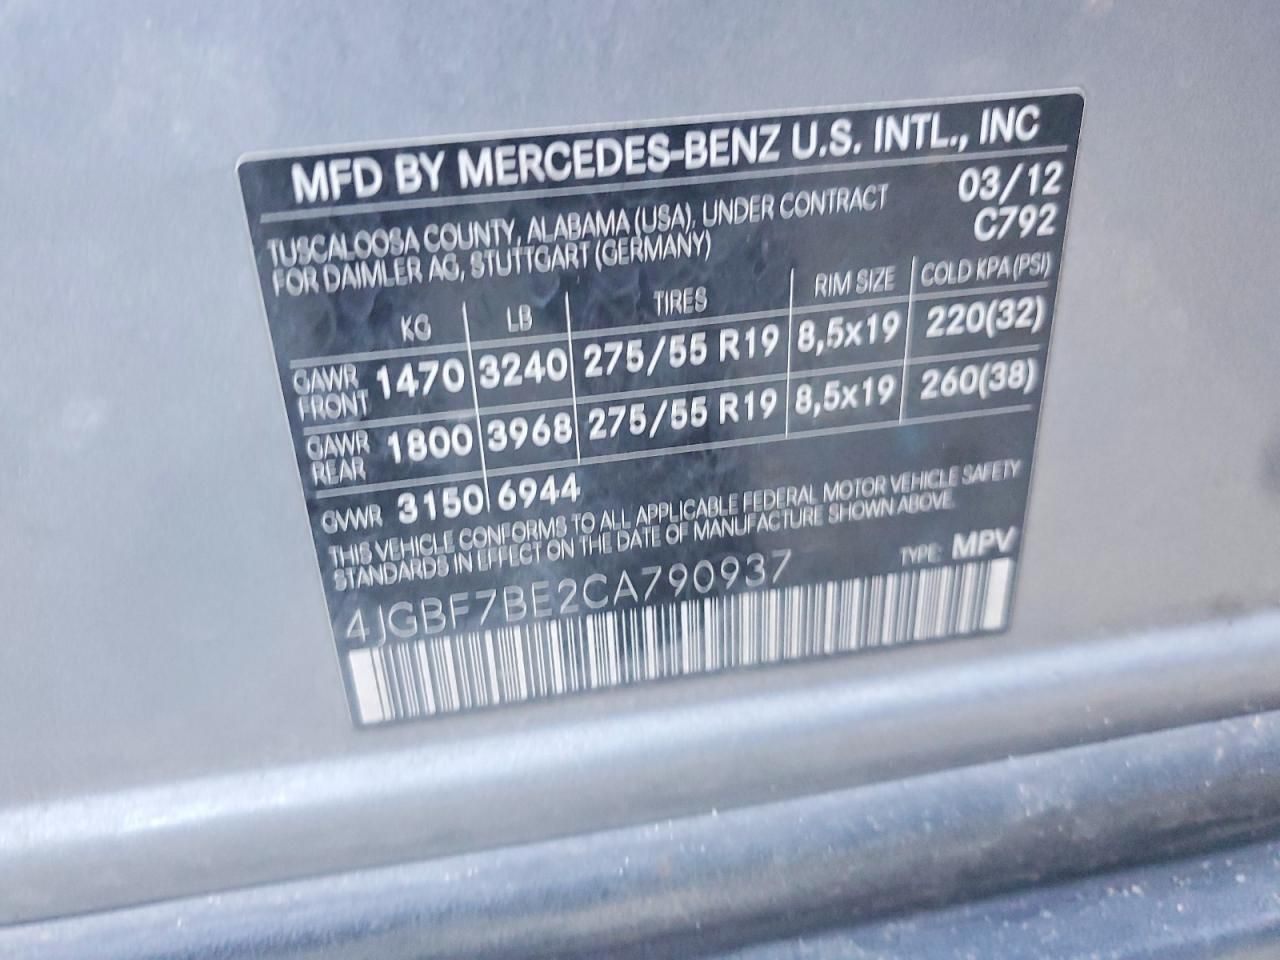 MFD BY MERCEDES-BENZ U.S. INTL., INC
03/12
TUSCALOOSA COUNTY, ALABAMA (USA), UNDER CONTRACT
FOR DAIMLER AG, STUTTGART (GERMANY)
C792
KG LB TIRES RIM SIZE COLD KPA (PSI)
GAWR FRONT 1470 3240 275/55 R19 8,5x19 220(32)
GAWR REAR 1800 3968 275/55 R19 8,5x19 260(38)
GVWR 3150 6944
THIS VEHICLE CONFORMS TO ALL APPLICABLE FEDERAL MOTOR VEHICLE SAFETY
STANDARDS IN EFFECT ON THE DATE OF MANUFACTURE SHOWN ABOVE.
4JGBF7BE2CA790937 TYPE: MPV